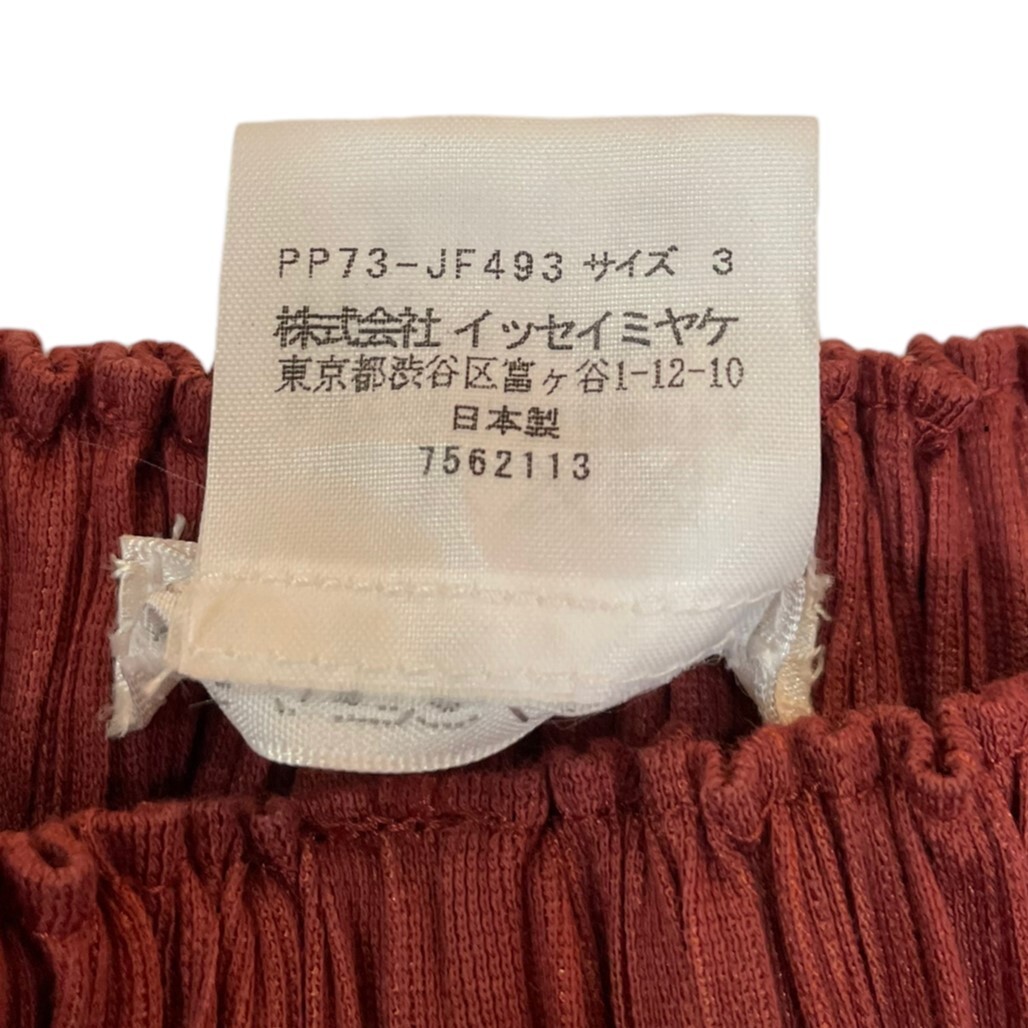 PP73-JF493 サイズ 3
株式会社 イッセイミヤケ
東京都渋谷区富ヶ谷1-12-10
日本製
7562113